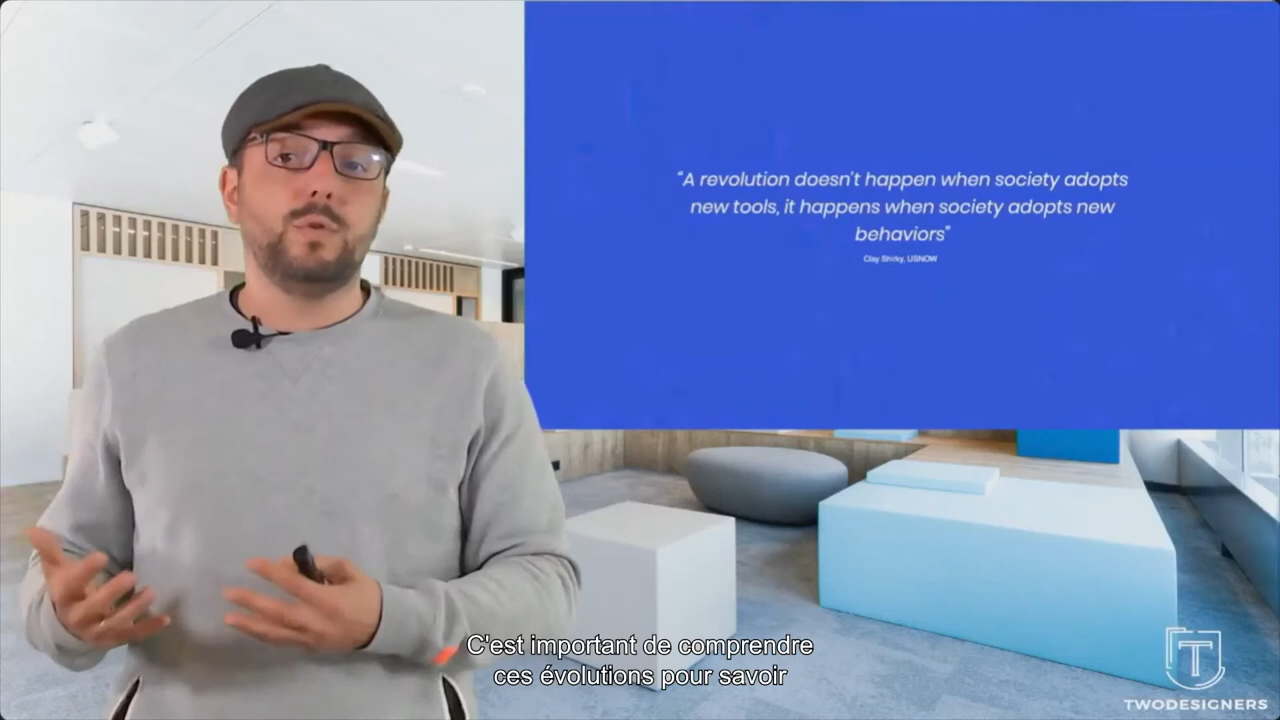 “A revolution doesn't happen when society adopts
new tools, it happens when society adopts new
behaviors”
Clay Shirky, USNOW
C'est important de comprendre
ces évolutions pour savoir
T
TWODESIGNERS